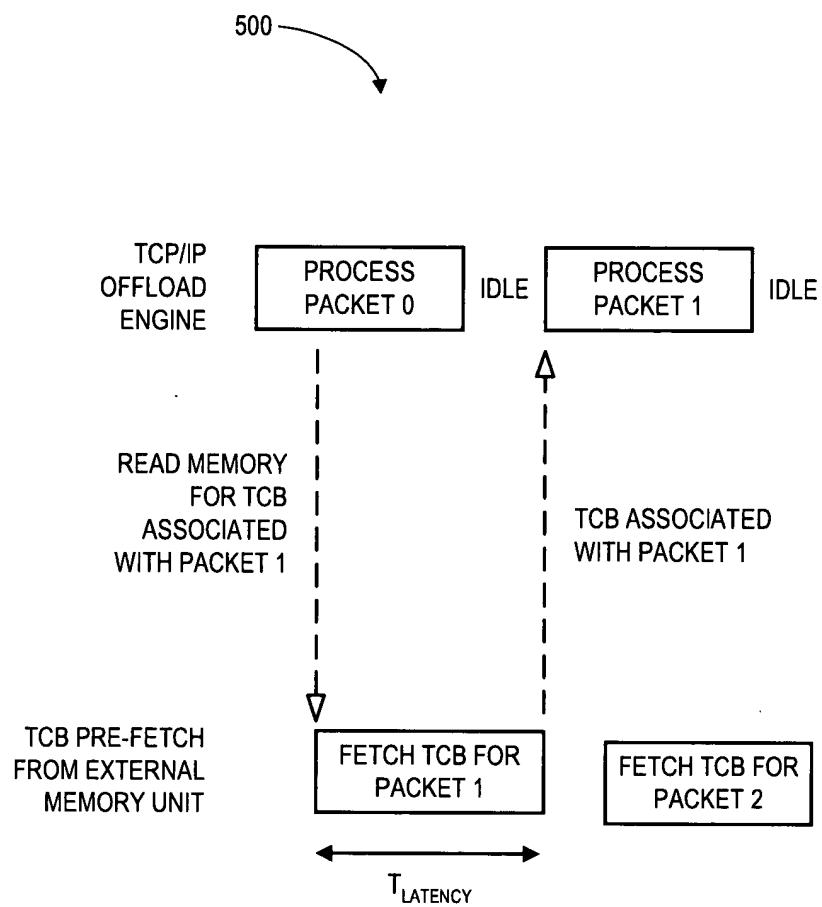 500
TCP/IP
OFFLOAD
ENGINE
PROCESS
PACKET 0
IDLE
PROCESS
PACKET 1
IDLE
READ MEMORY
FOR TCB
ASSOCIATED
WITH PACKET 1
TCB ASSOCIATED
WITH PACKET 1
TCB PRE-FETCH
FROM EXTERNAL
MEMORY UNIT
FETCH TCB FOR
PACKET 1
FETCH TCB FOR
PACKET 2
TLATENCY